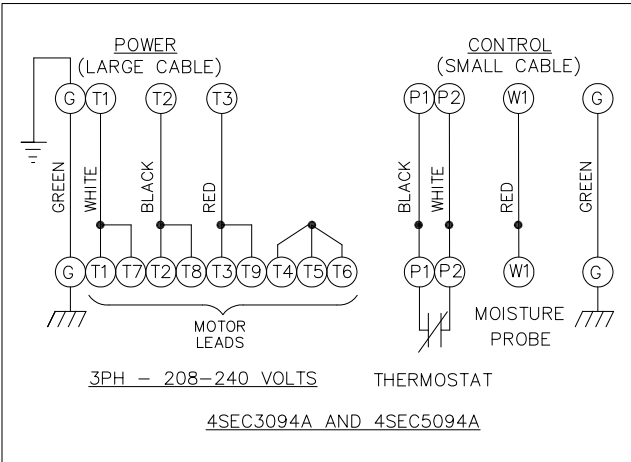 POWER
(LARGE CABLE)
CONTROL
(SMALL CABLE)
G T1 T2 T3
P1 P2 W1 G
GREEN
WHITE
BLACK
RED
BLACK
WHITE
RED
GREEN
G T1 T7 T2 T8 T3 T9 T4 T5 T6
P1 P2 W1 G
MOTOR
LEADS
MOISTURE
PROBE
3PH - 208-240 VOLTS
THERMOSTAT
4SEC3094A AND 4SEC5094A